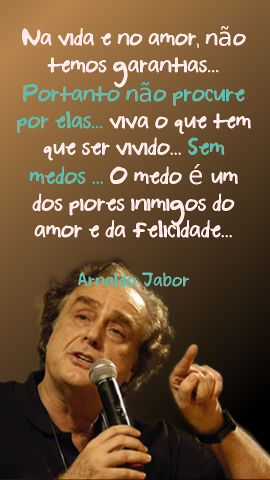 Na vida e no amor, não
temos garantias...
Portanto não procure
por elas... viva o que tem
que ser vivido... Sem
medos ... O medo é um
dos piores inimigos do
amor e da felicidade...
Arnaldo Jabor